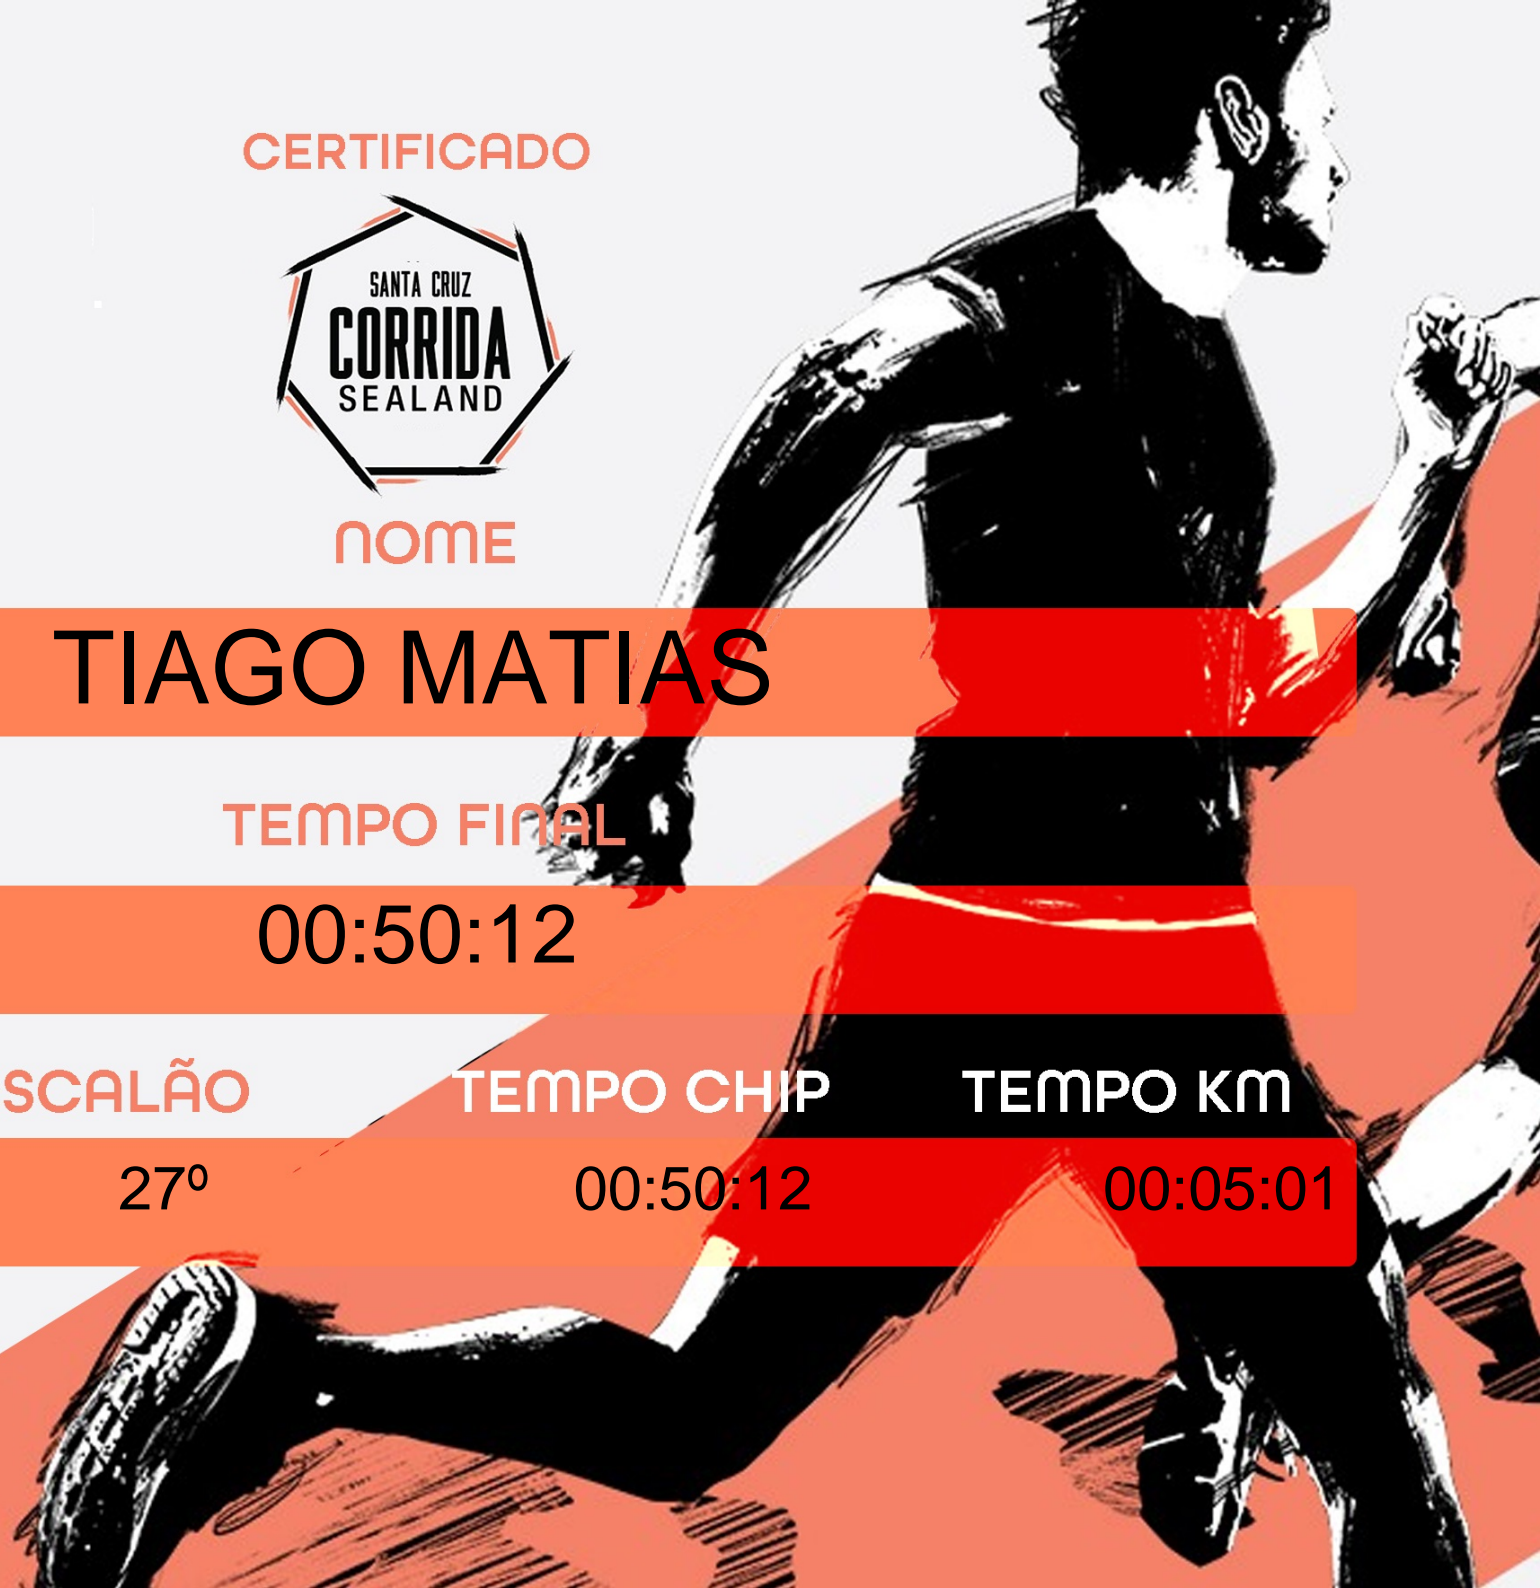 CERTIFICADO
SANTA CRUZ
CORRIDA
SEALAND
NOME
TIAGO MATIAS
TEMPO FINAL
00:50:12
SCALÃO TEMPO CHIP TEMPO KM
27º 00:50:12 00:05:01